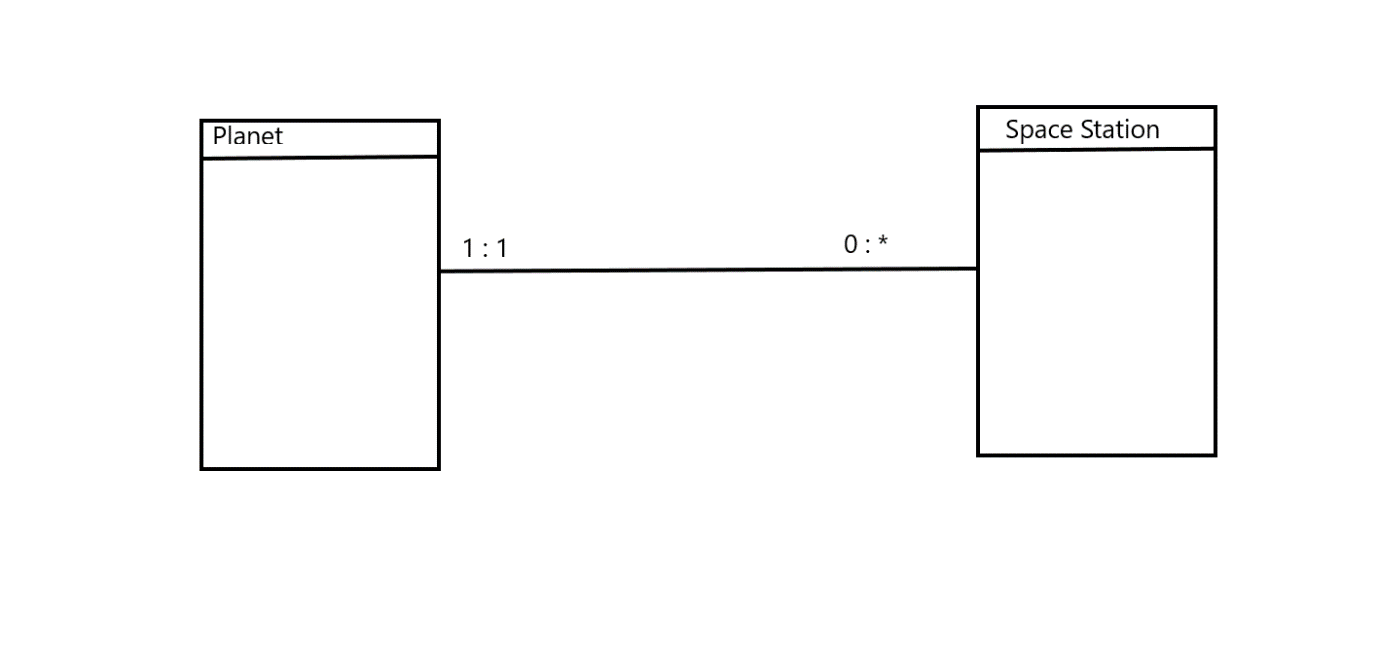 Planet
Space Station
1 : 1
0 : *